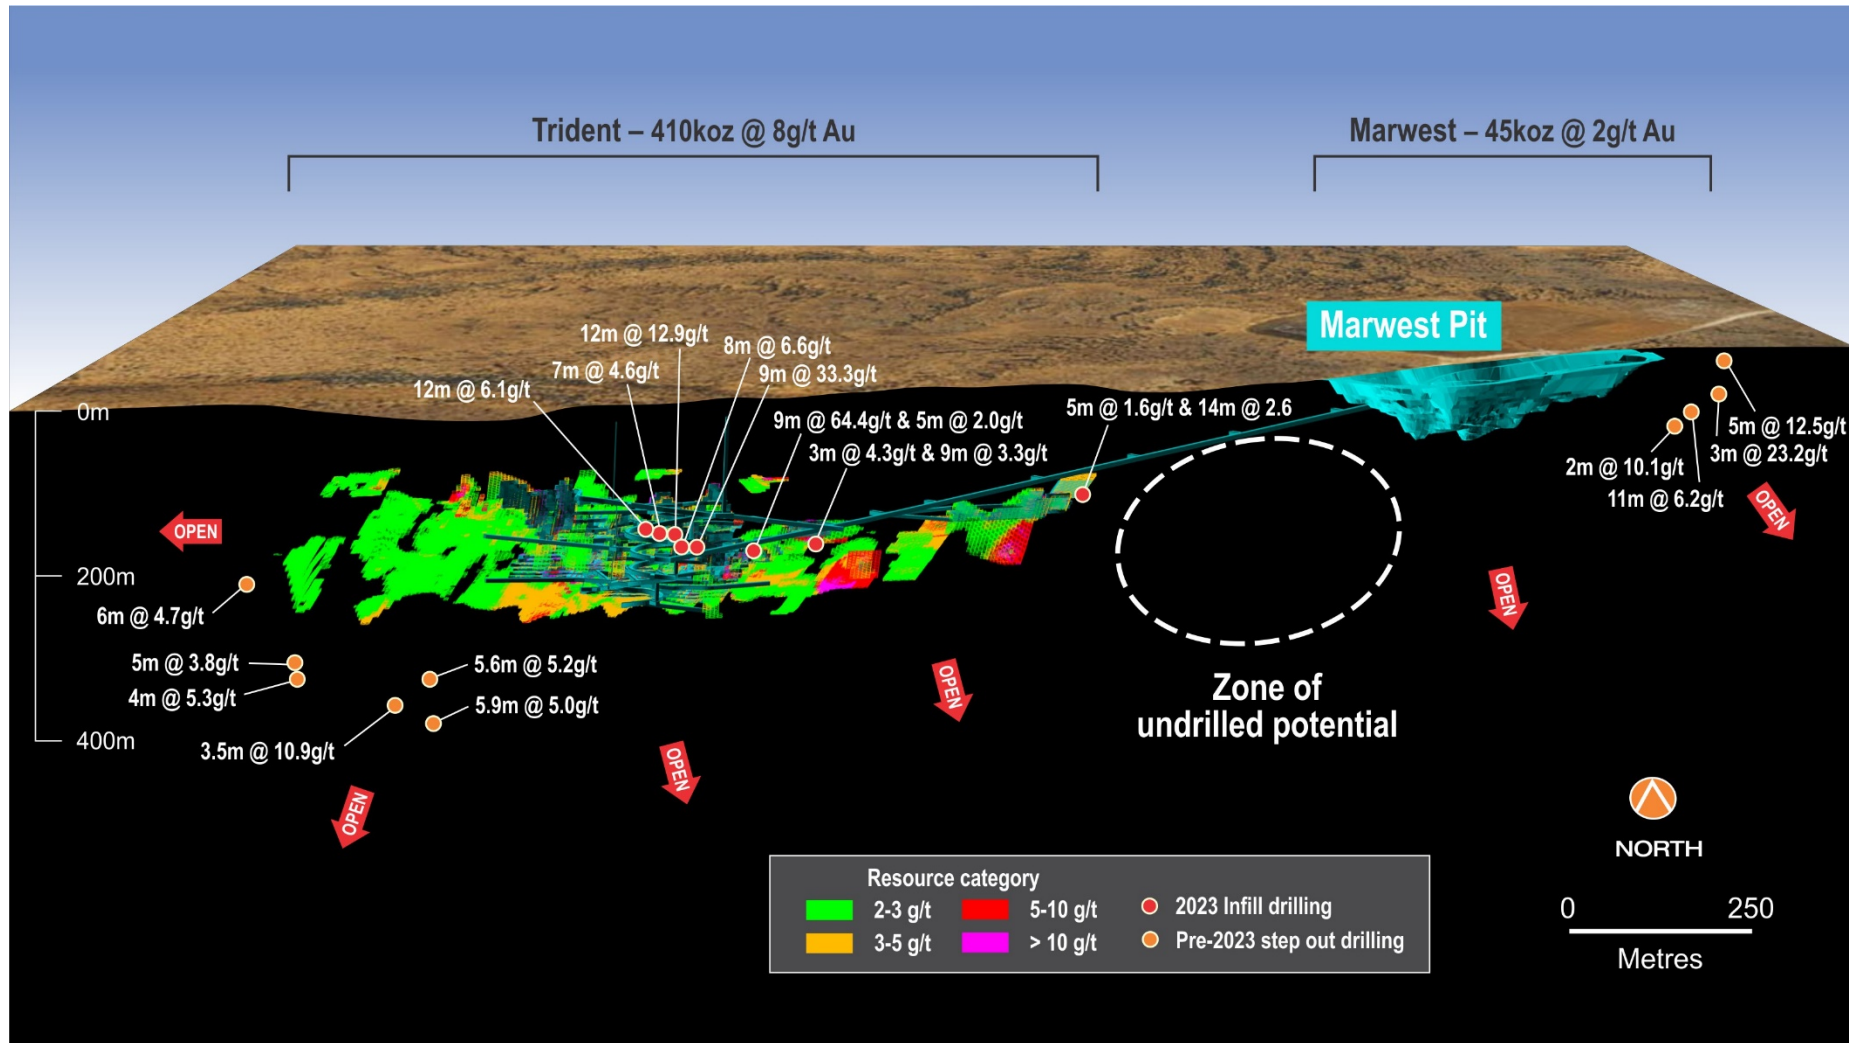 Trident – 410koz @ 8g/t Au
Marwest – 45koz @ 2g/t Au
Marwest Pit
12m @ 12.9g/t
8m @ 6.6g/t
7m @ 4.6g/t
9m @ 33.3g/t
12m @ 6.1g/t
9m @ 64.4g/t & 5m @ 2.0g/t
5m @ 1.6g/t & 14m @ 2.6
3m @ 4.3g/t & 9m @ 3.3g/t
5m @ 12.5g/t
3m @ 23.2g/t
2m @ 10.1g/t
11m @ 6.2g/t
0m
200m
400m
OPEN
OPEN
OPEN
OPEN
OPEN
OPEN
6m @ 4.7g/t
5m @ 3.8g/t
4m @ 5.3g/t
5.6m @ 5.2g/t
5.9m @ 5.0g/t
3.5m @ 10.9g/t
Zone of
undrilled potential
NORTH
0 250
Metres
Resource category
2-3 g/t
5-10 g/t
2023 Infill drilling
3-5 g/t
> 10 g/t
Pre-2023 step out drilling